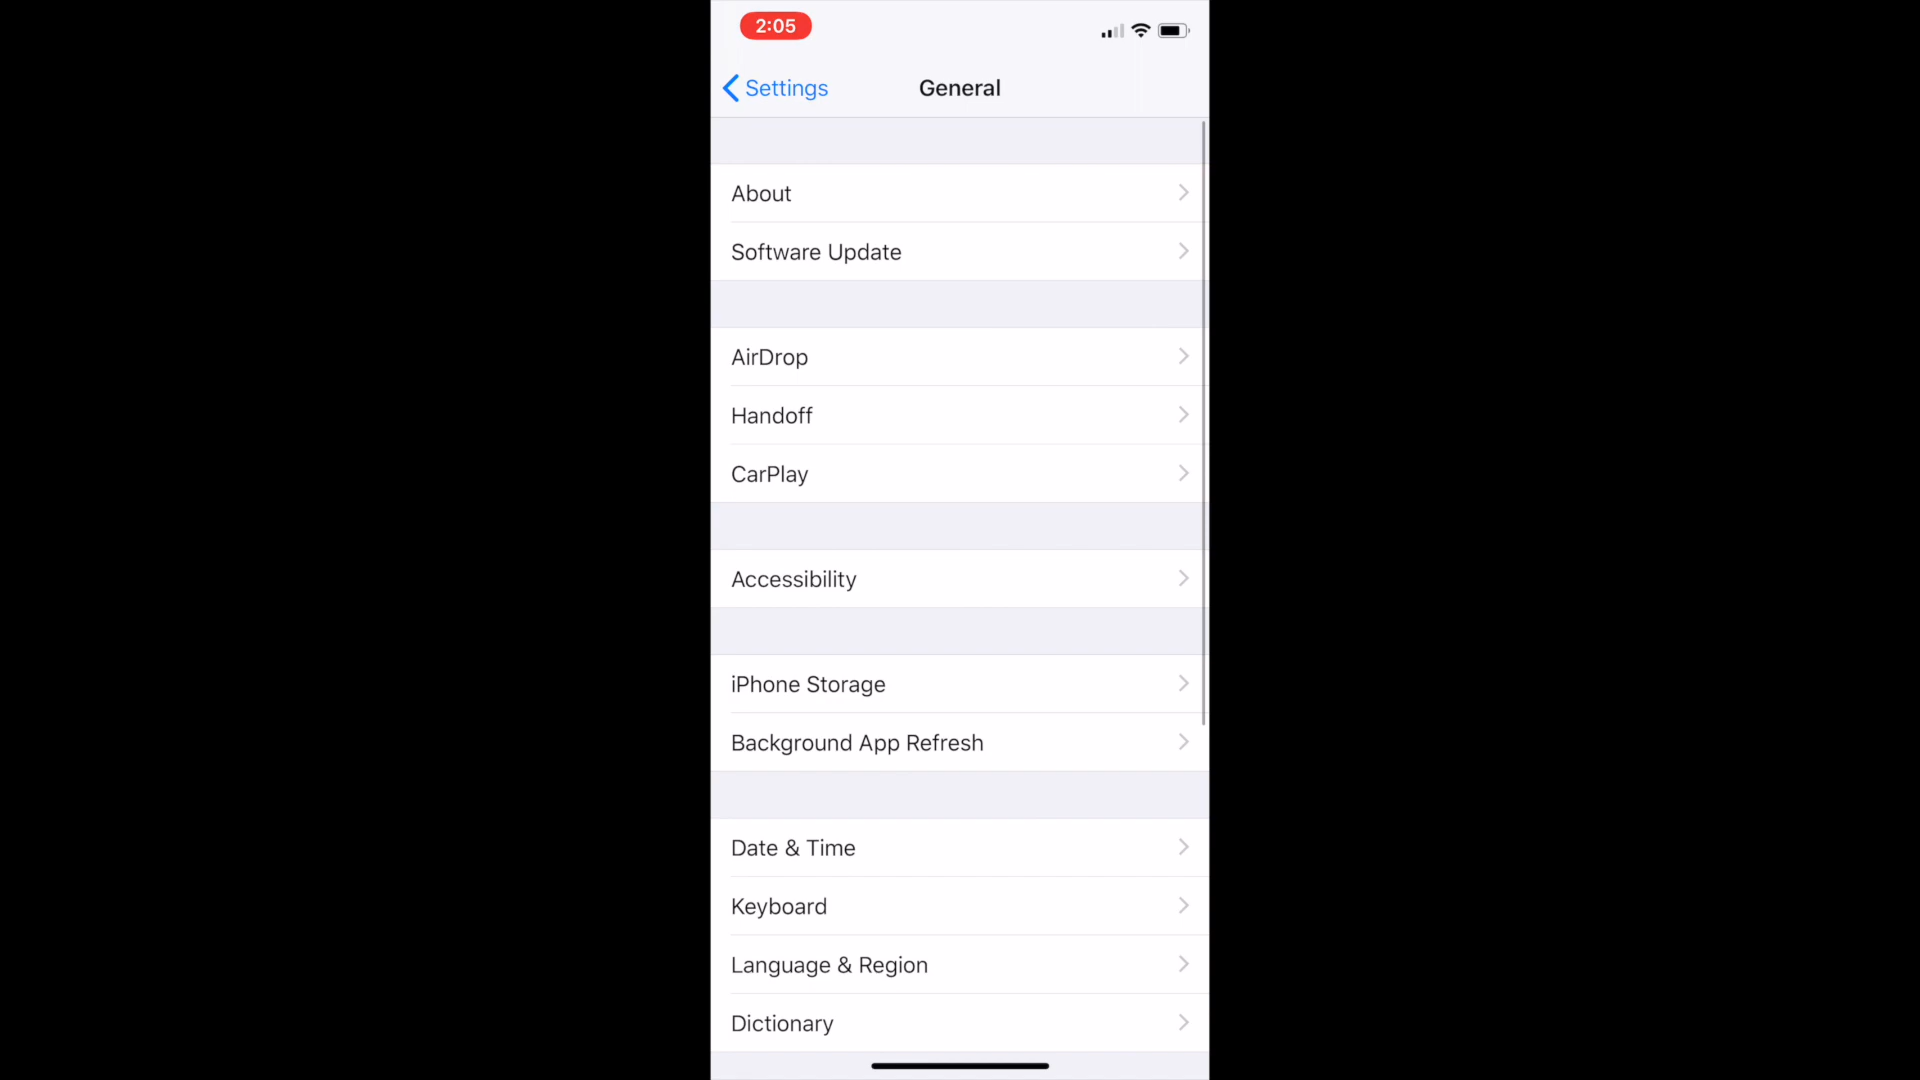 2:05
Settings
General
About
Software Update
AirDrop
Handoff
CarPlay
Accessibility
iPhone Storage
Background App Refresh
Date & Time
Keyboard
Language & Region
Dictionary